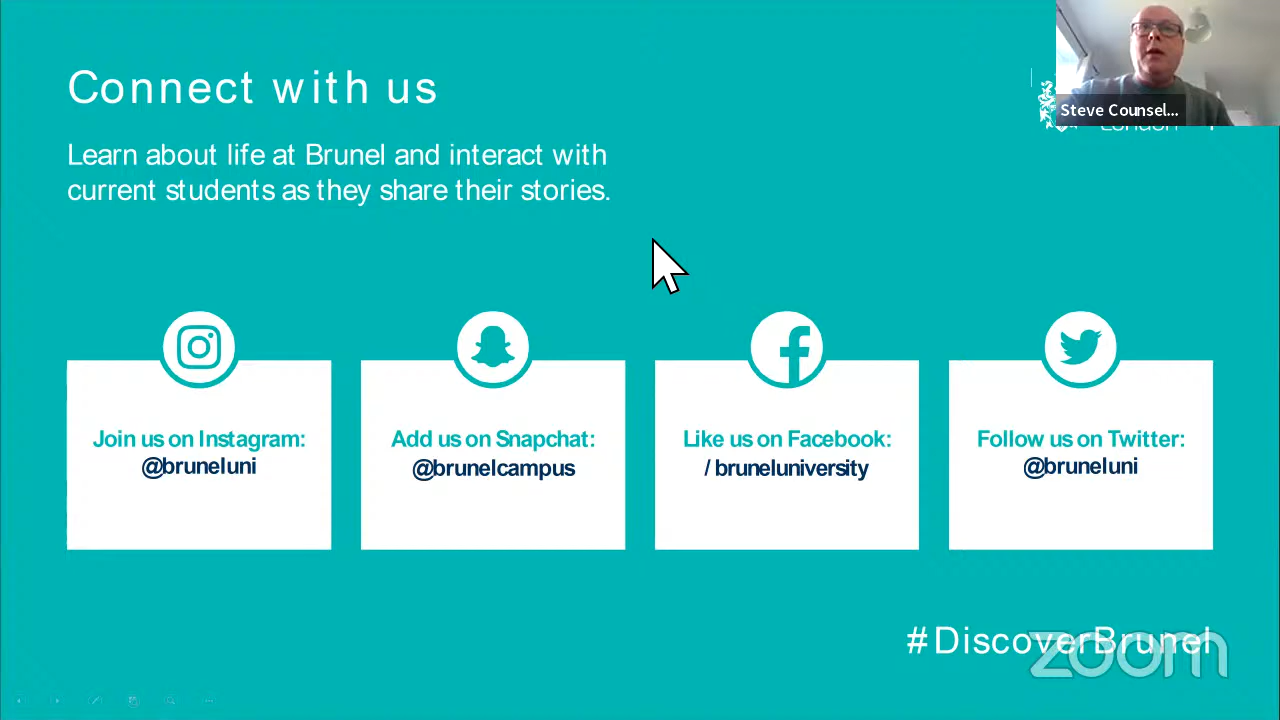 Connect with us
Learn about life at Brunel and interact with
current students as they share their stories.
Steve Counsel...
London
Join us on Instagram:
@bruneluni
Add us on Snapchat:
@brunelcampus
Like us on Facebook:
/ bruneluniversity
Follow us on Twitter:
@bruneluni
#DiscoverBrunel
zoom